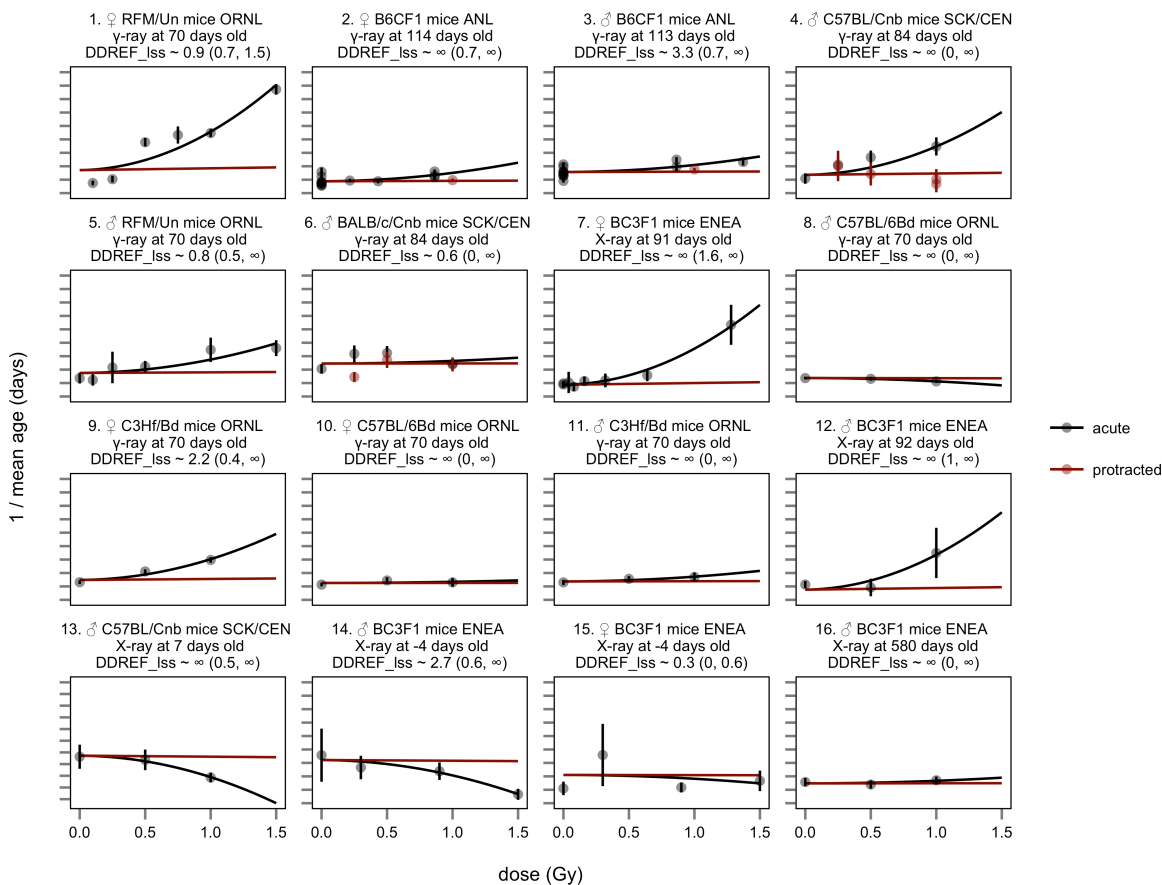 1. ♀ RFM/Un mice ORNL
γ-ray at 70 days old
DDREF_lss ~ 0.9 (0.7, 1.5)
2. ♀ B6CF1 mice ANL
γ-ray at 114 days old
DDREF_lss ~ ∞ (0.7, ∞)
3. ♂ B6CF1 mice ANL
γ-ray at 113 days old
DDREF_lss ~ 3.3 (0.7, ∞)
4. ♂ C57BL/Cnb mice SCK/CEN
γ-ray at 84 days old
DDREF_lss ~ ∞ (0, ∞)
5. ♂ RFM/Un mice ORNL
γ-ray at 70 days old
DDREF_lss ~ 0.8 (0.5, ∞)
6. ♂ BALB/c/Cnb mice SCK/CEN
γ-ray at 84 days old
DDREF_lss ~ 0.6 (0, ∞)
7. ♀ BC3F1 mice ENEA
X-ray at 91 days old
DDREF_lss ~ ∞ (1.6, ∞)
8. ♂ C57BL/6Bd mice ORNL
γ-ray at 70 days old
DDREF_lss ~ ∞ (0, ∞)
9. ♀ C3Hf/Bd mice ORNL
γ-ray at 70 days old
DDREF_lss ~ 2.2 (0.4, ∞)
10. ♀ C57BL/6Bd mice ORNL
γ-ray at 70 days old
DDREF_lss ~ ∞ (0, ∞)
11. ♂ C3Hf/Bd mice ORNL
γ-ray at 70 days old
DDREF_lss ~ ∞ (0, ∞)
12. ♂ BC3F1 mice ENEA
X-ray at 92 days old
DDREF_lss ~ ∞ (1, ∞)
13. ♂ C57BL/Cnb mice SCK/CEN
X-ray at 7 days old
DDREF_lss ~ ∞ (0.5, ∞)
14. ♂ BC3F1 mice ENEA
X-ray at -4 days old
DDREF_lss ~ 2.7 (0.6, ∞)
15. ♀ BC3F1 mice ENEA
X-ray at -4 days old
DDREF_lss ~ 0.3 (0, 0.6)
16. ♂ BC3F1 mice ENEA
X-ray at 580 days old
DDREF_lss ~ ∞ (0, ∞)
1 / mean age (days)
acute
protracted
0.0 0.5 1.0 1.5
0.0 0.5 1.0 1.5
0.0 0.5 1.0 1.5
0.0 0.5 1.0 1.5
dose (Gy)